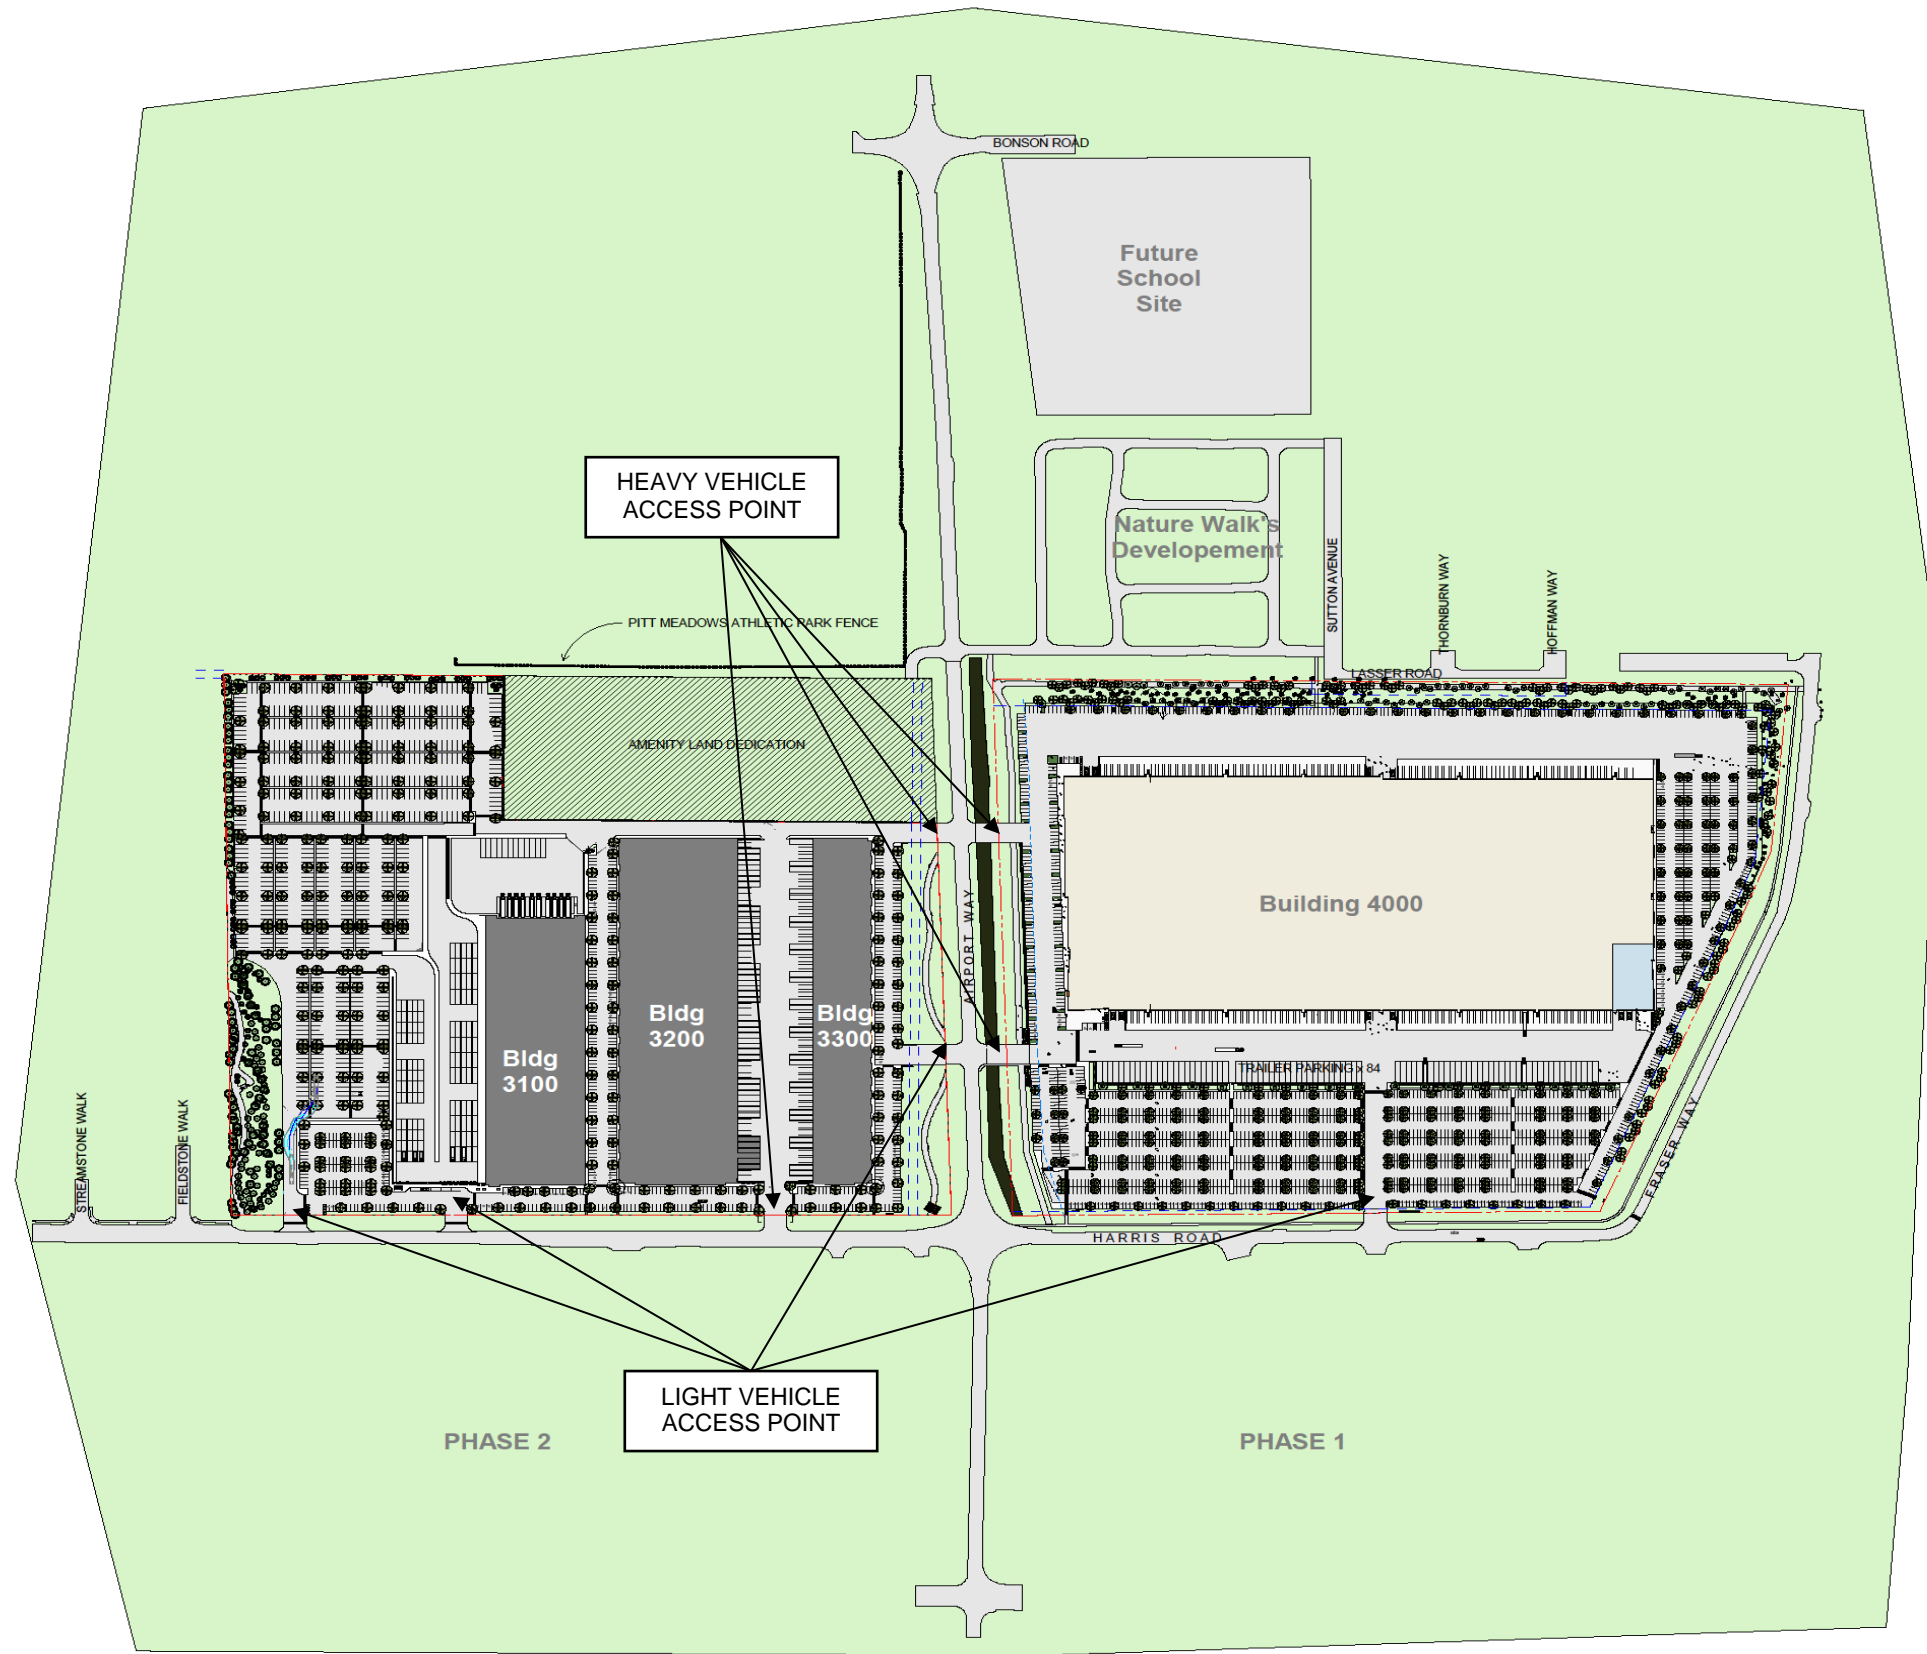 BONSON ROAD
Future
School
Site
HEAVY VEHICLE
ACCESS POINT
Nature Walk's
Developement
SUTTON AVENUE
THORNBURN WAY
HOFFMAN WAY
PITT MEADOWS ATHLETIC PARK FENCE
LASSER ROAD
AMENITY LAND DEDICATION
Building 4000
AIRPORT WAY
Bldg
3200
Bldg
3300
Bldg
3100
TRAILER PARKING x 84
STREAMSTONE WALK
FIELDSTONE WALK
FRASER WAY
HARRIS ROAD
LIGHT VEHICLE
ACCESS POINT
PHASE 2
PHASE 1